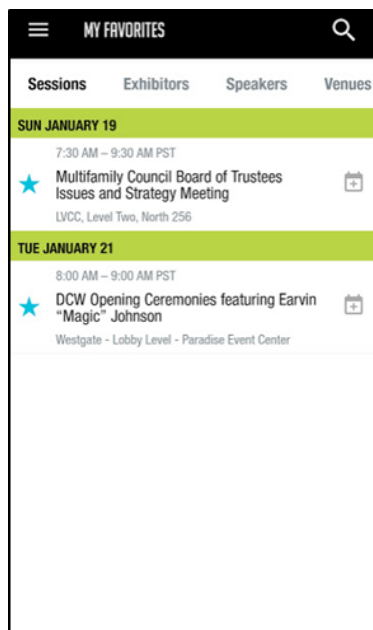 MY FAVORITES
Sessions Exhibitors Speakers Venues
SUN JANUARY 19
7:30 AM – 9:30 AM PST
Multifamily Council Board of Trustees
Issues and Strategy Meeting
LVCC, Level Two, North 256
TUE JANUARY 21
8:00 AM – 9:00 AM PST
DCW Opening Ceremonies featuring Earvin
“Magic” Johnson
Westgate - Lobby Level - Paradise Event Center